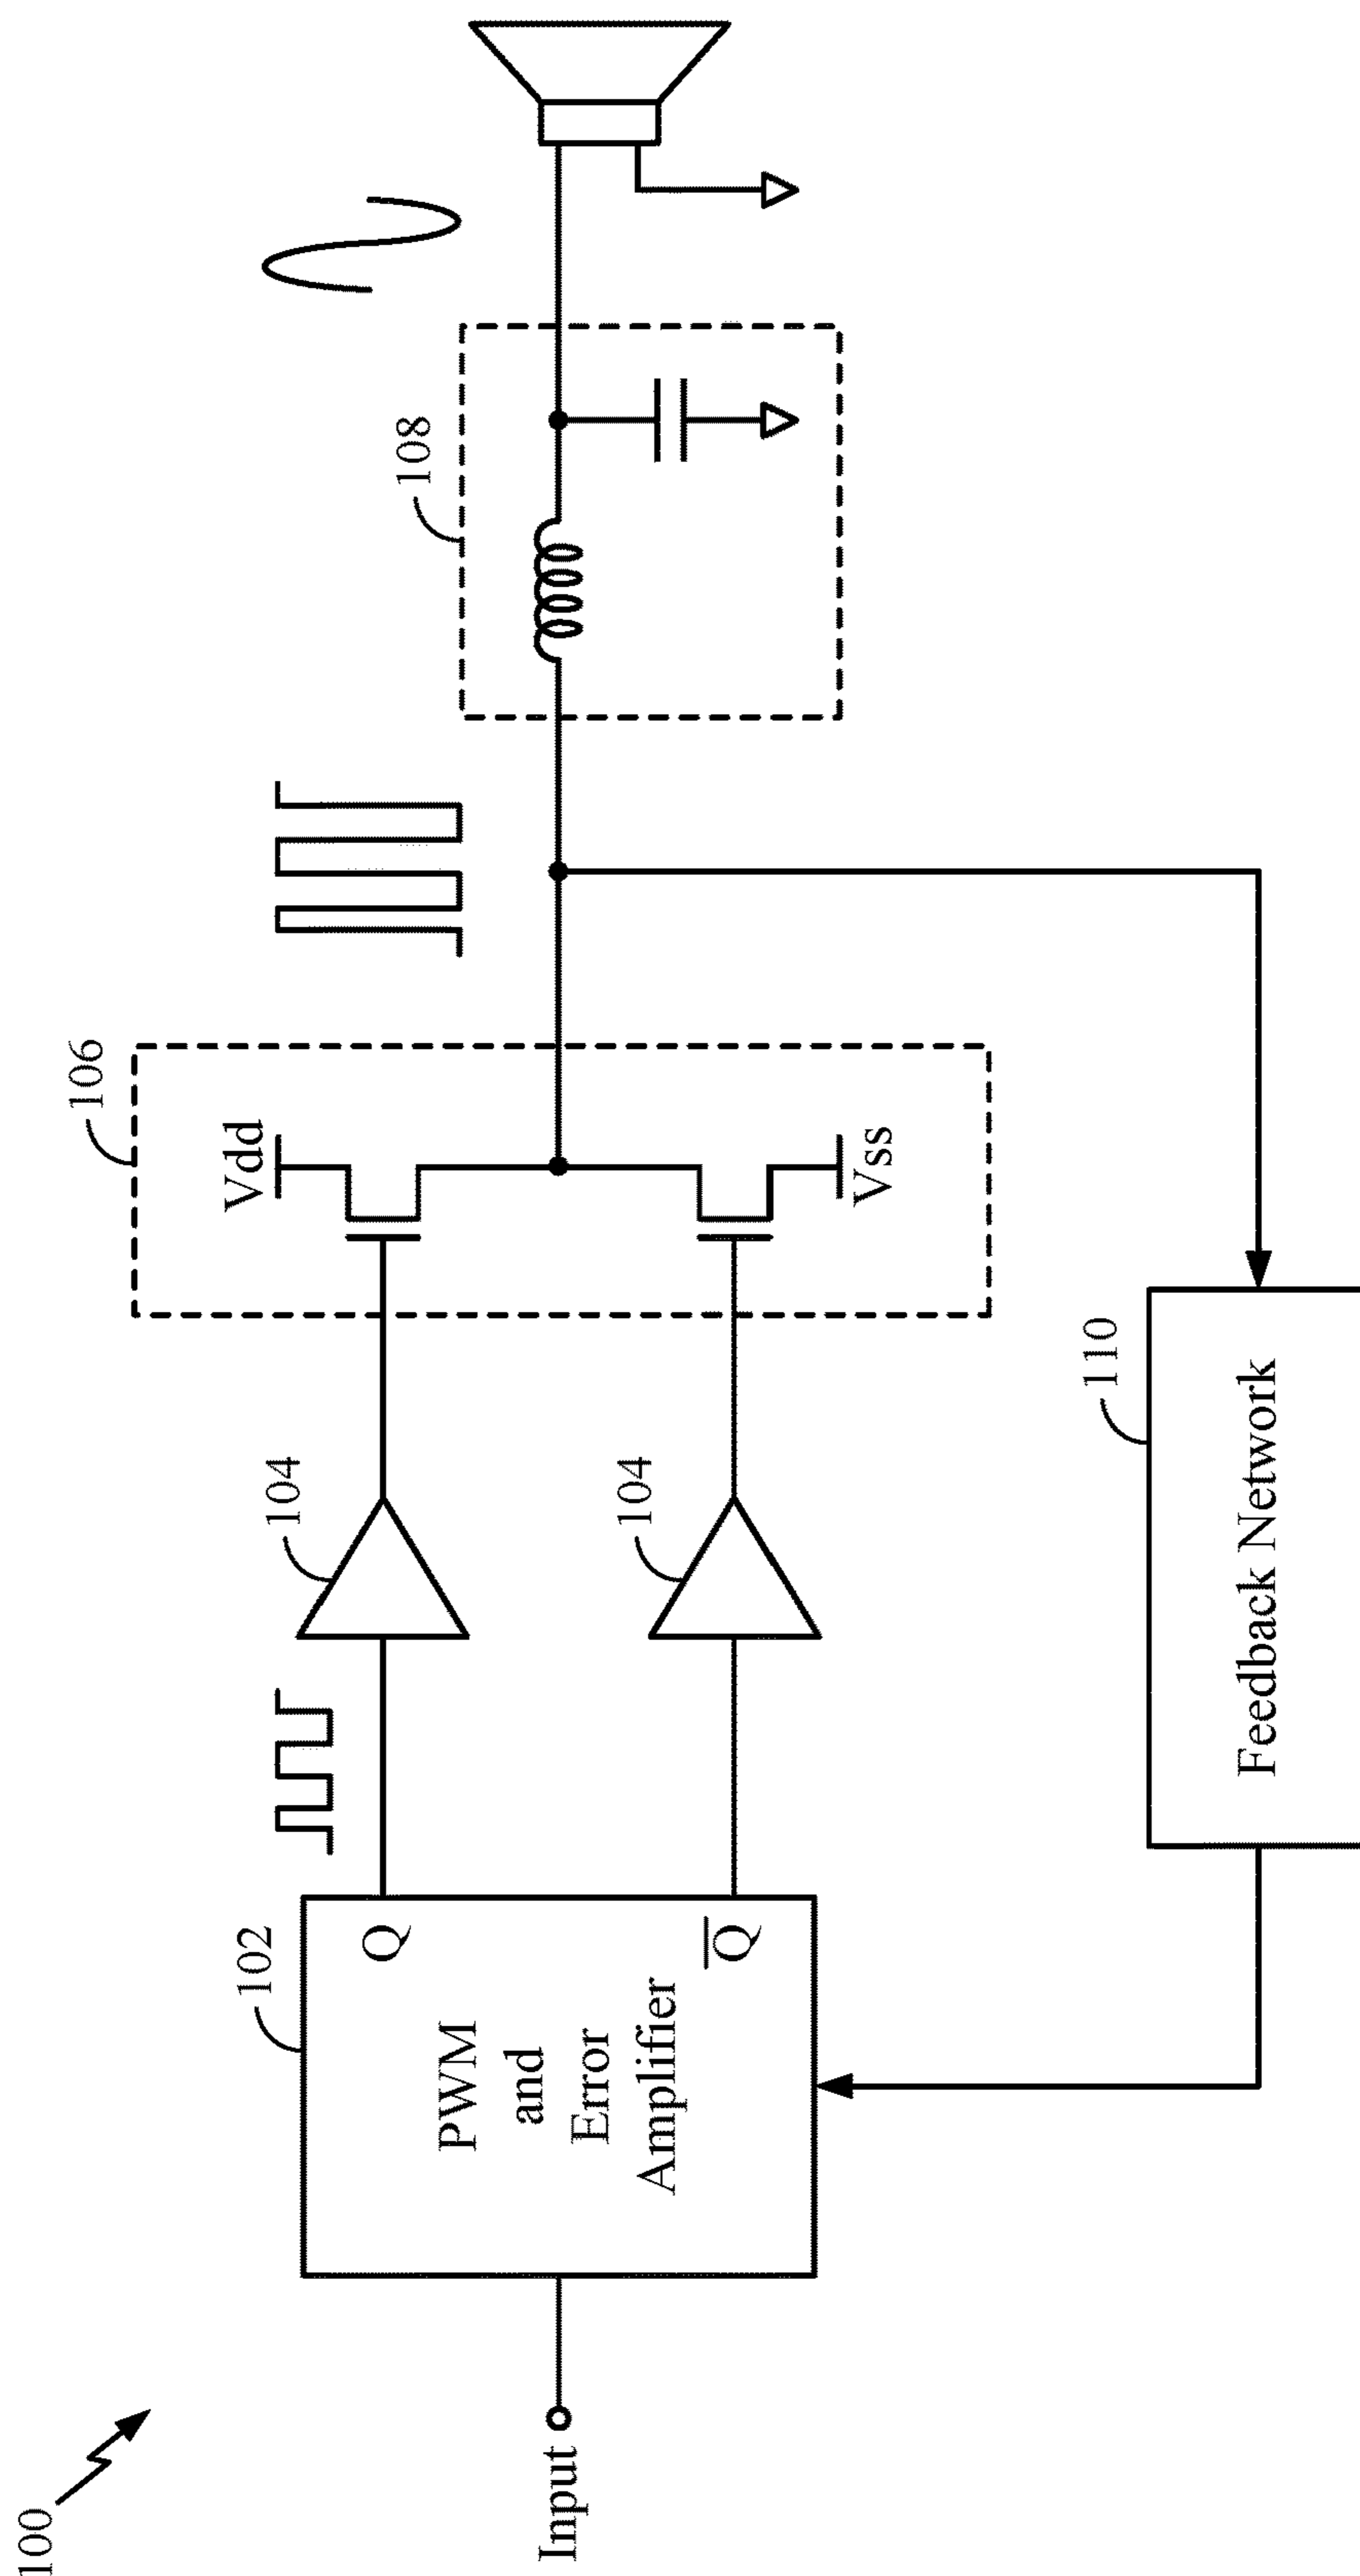 100
Input
102
PWM
and
Error
Amplifier
Q
Q̅
104
104
106
Vdd
Vss
108
110
Feedback Network